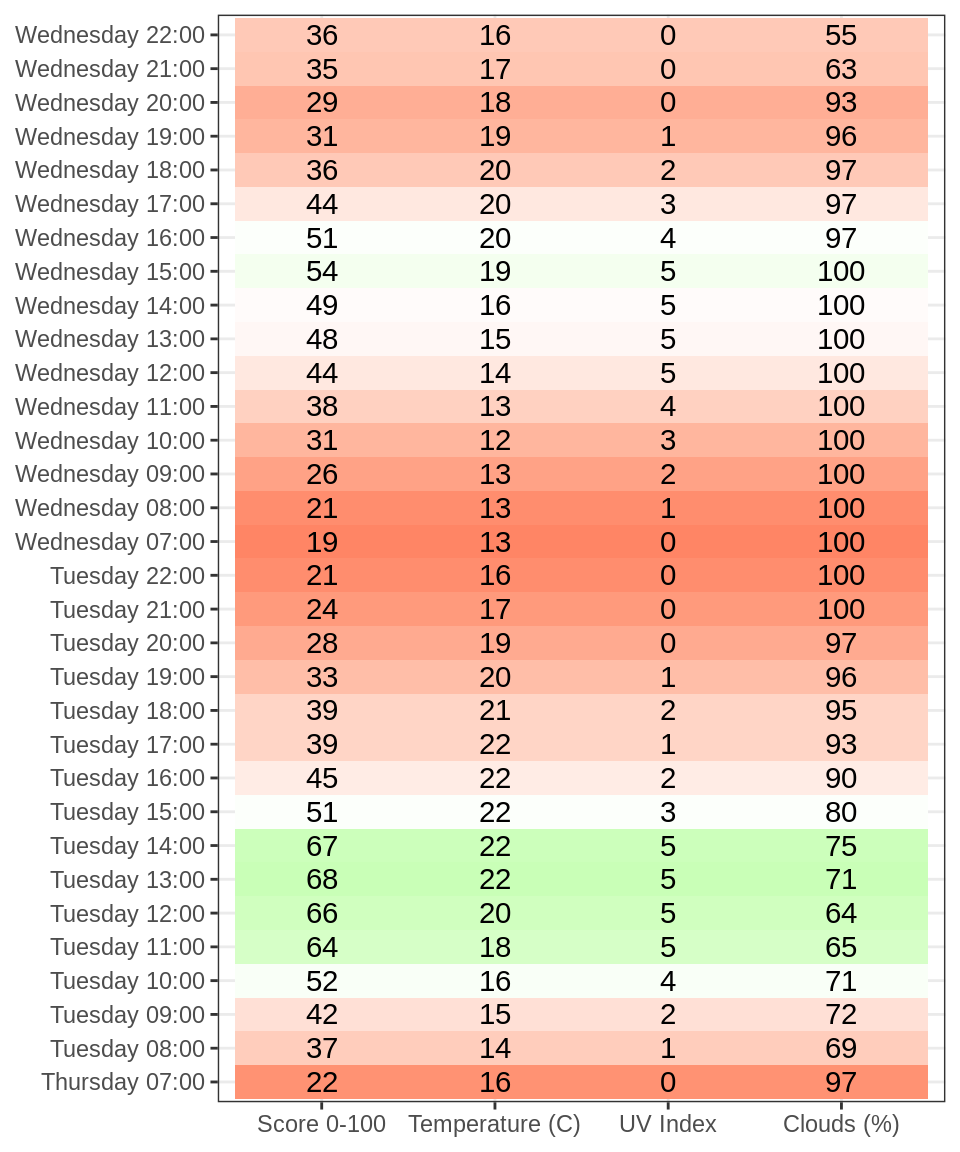 Wednesday 22:00 36 16 0 55
Wednesday 21:00 35 17 0 63
Wednesday 20:00 29 18 0 93
Wednesday 19:00 31 19 1 96
Wednesday 18:00 36 20 2 97
Wednesday 17:00 44 20 3 97
Wednesday 16:00 51 20 4 97
Wednesday 15:00 54 19 5 100
Wednesday 14:00 49 16 5 100
Wednesday 13:00 48 15 5 100
Wednesday 12:00 44 14 5 100
Wednesday 11:00 38 13 4 100
Wednesday 10:00 31 12 3 100
Wednesday 09:00 26 13 2 100
Wednesday 08:00 21 13 1 100
Wednesday 07:00 19 13 0 100
Tuesday 22:00 21 16 0 100
Tuesday 21:00 24 17 0 100
Tuesday 20:00 28 19 0 97
Tuesday 19:00 33 20 1 96
Tuesday 18:00 39 21 2 95
Tuesday 17:00 39 22 1 93
Tuesday 16:00 45 22 2 90
Tuesday 15:00 51 22 3 80
Tuesday 14:00 67 22 5 75
Tuesday 13:00 68 22 5 71
Tuesday 12:00 66 20 5 64
Tuesday 11:00 64 18 5 65
Tuesday 10:00 52 16 4 71
Tuesday 09:00 42 15 2 72
Tuesday 08:00 37 14 1 69
Thursday 07:00 22 16 0 97
Score 0-100 Temperature (C) UV Index Clouds (%)